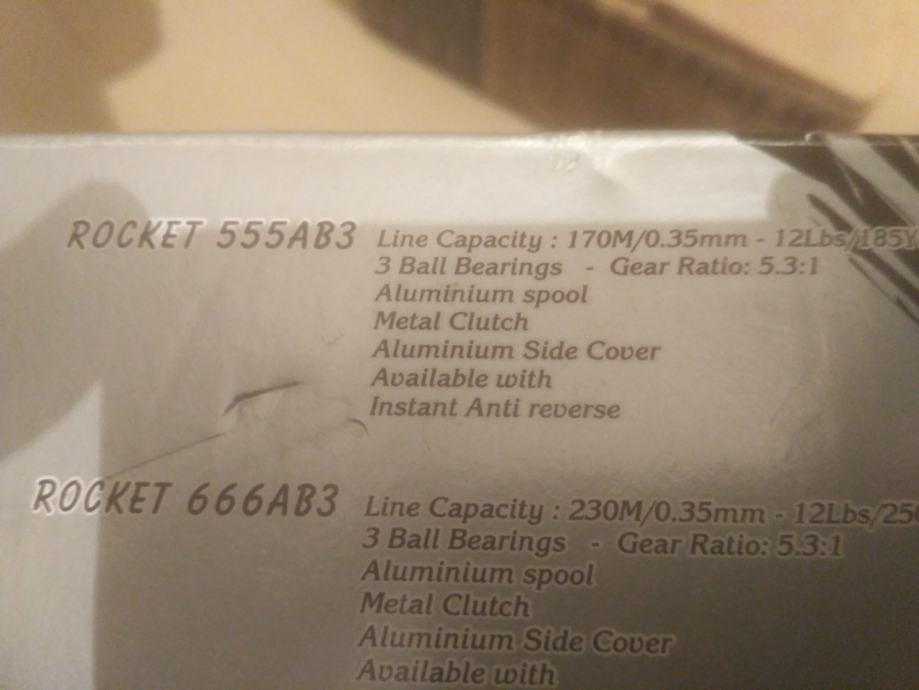 ROCKET 555AB3 Line Capacity : 170M/0.35mm - 12Lbs/185Y
3 Ball Bearings - Gear Ratio: 5.3:1
Aluminium spool
Metal Clutch
Aluminium Side Cover
Available with
Instant Anti reverse
ROCKET 666AB3 Line Capacity : 230M/0.35mm - 12Lbs/250
3 Ball Bearings - Gear Ratio: 5.3:1
Aluminium spool
Metal Clutch
Aluminium Side Cover
Available with